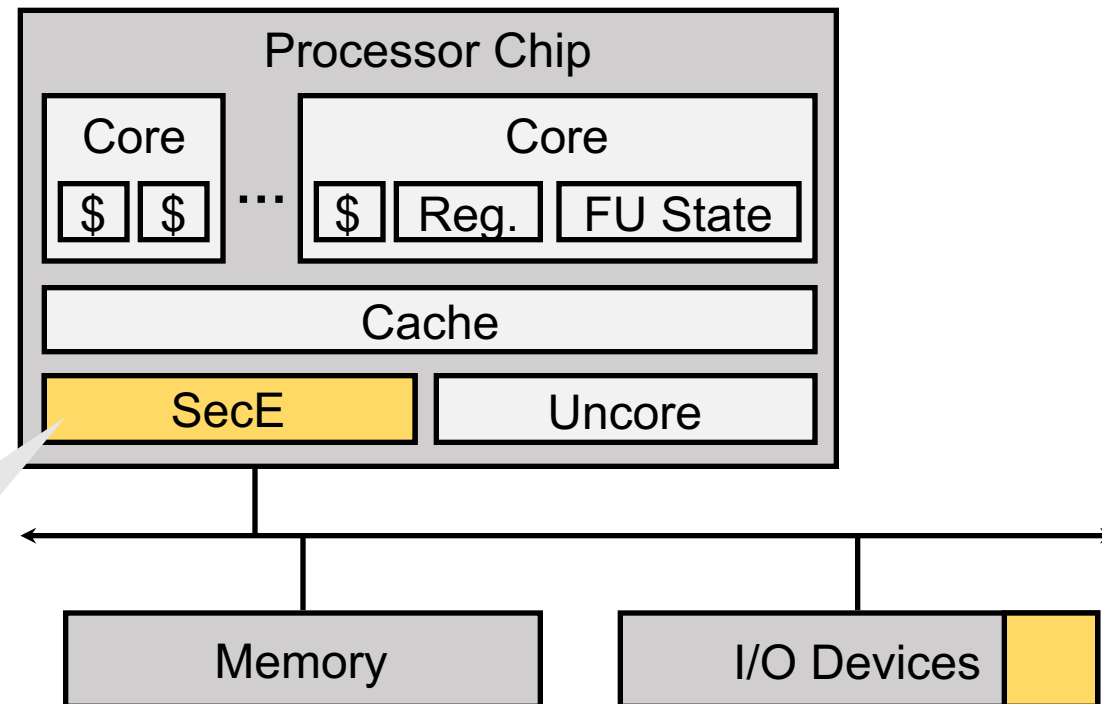 Processor Chip
Core
Core
$ $ ... $ Reg. FU State
Cache
SecE Uncore
Memory I/O Devices